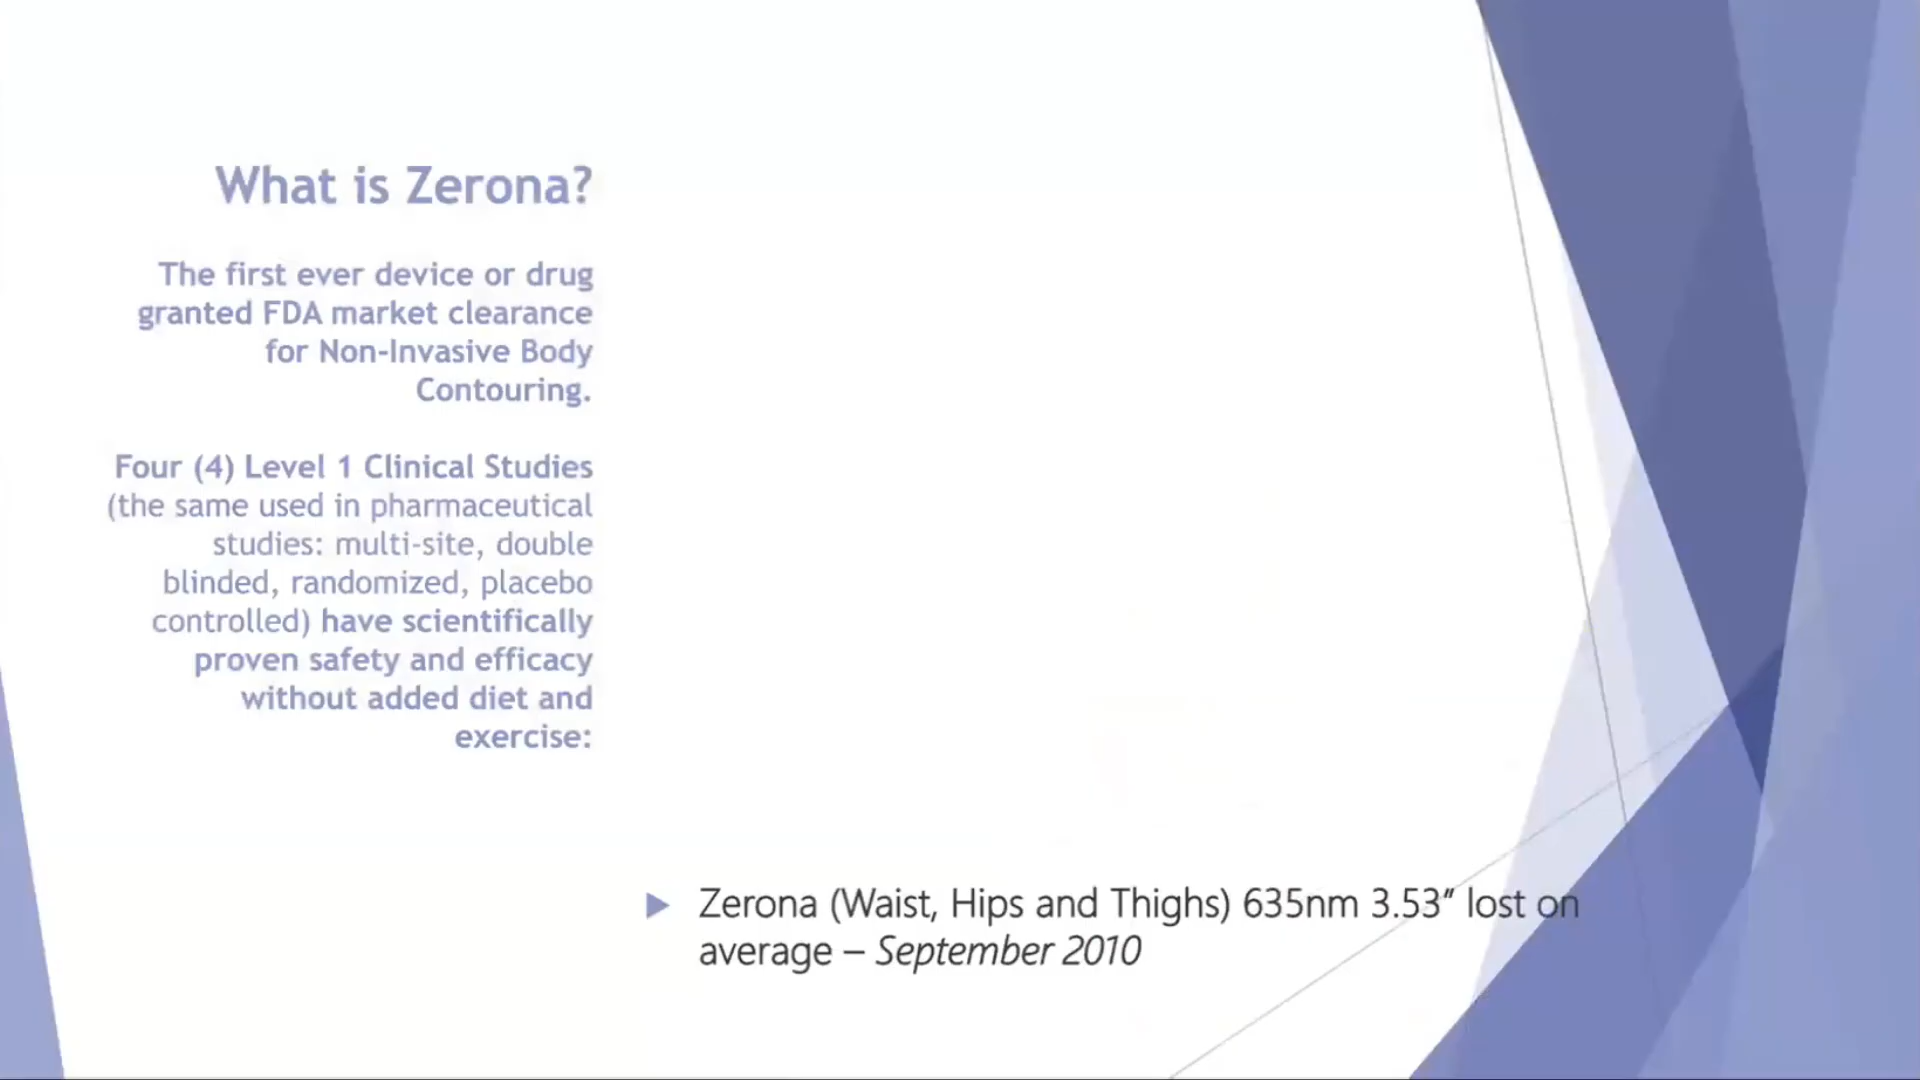 What is Zerona?
The first ever device or drug
granted FDA market clearance
for Non-Invasive Body
Contouring.
Four (4) Level 1 Clinical Studies
(the same used in pharmaceutical
studies: multi-site, double
blinded, randomized, placebo
controlled) have scientifically
proven safety and efficacy
without added diet and
exercise:
Zerona (Waist, Hips and Thighs) 635nm 3.53” lost on
average – September 2010